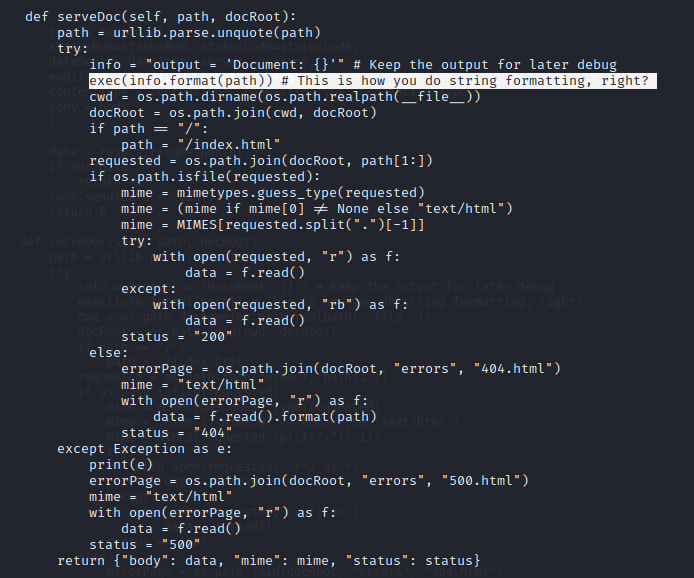 def serveDoc(self, path, docRoot):
    path = urllib.parse.unquote(path)
    try:
        info = "output = 'Document: {}'" # Keep the output for later debug
        exec(info.format(path)) # This is how you do string formatting, right?
        cwd = os.path.dirname(os.path.realpath(__file__))
        docRoot = os.path.join(cwd, docRoot)
        if path == "/":
            path = "/index.html"
        requested = os.path.join(docRoot, path[1:])
        if os.path.isfile(requested):
            mime = mimetypes.guess_type(requested)
            mime = (mime if mime[0] != None else "text/html")
            mime = MIMES[requested.split(".")[-1]]
            try:
                with open(requested, "r") as f:
                    data = f.read()
            except:
                with open(requested, "rb") as f:
                    data = f.read()
            status = "200"
        else:
            errorPage = os.path.join(docRoot, "errors", "404.html")
            mime = "text/html"
            with open(errorPage, "r") as f:
                data = f.read().format(path)
            status = "404"
    except Exception as e:
        print(e)
        errorPage = os.path.join(docRoot, "errors", "500.html")
        mime = "text/html"
        with open(errorPage, "r") as f:
            data = f.read()
        status = "500"
    return {"body": data, "mime": mime, "status": status}